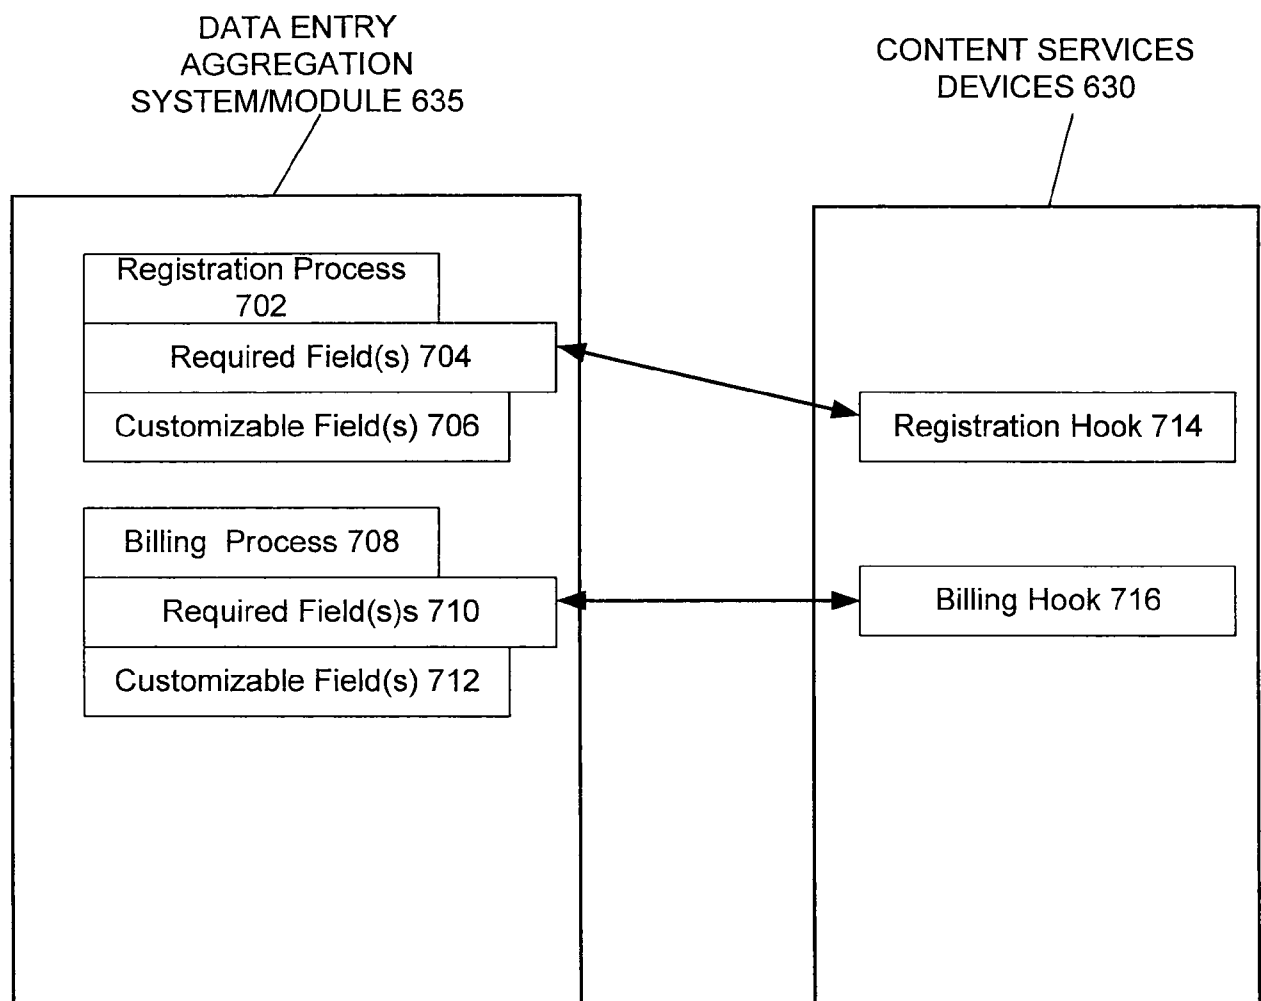 DATA ENTRY
AGGREGATION
SYSTEM/MODULE 635
CONTENT SERVICES
DEVICES 630
Registration Process
702
Required Field(s) 704
Customizable Field(s) 706
Registration Hook 714
Billing Process 708
Required Field(s)s 710
Customizable Field(s) 712
Billing Hook 716